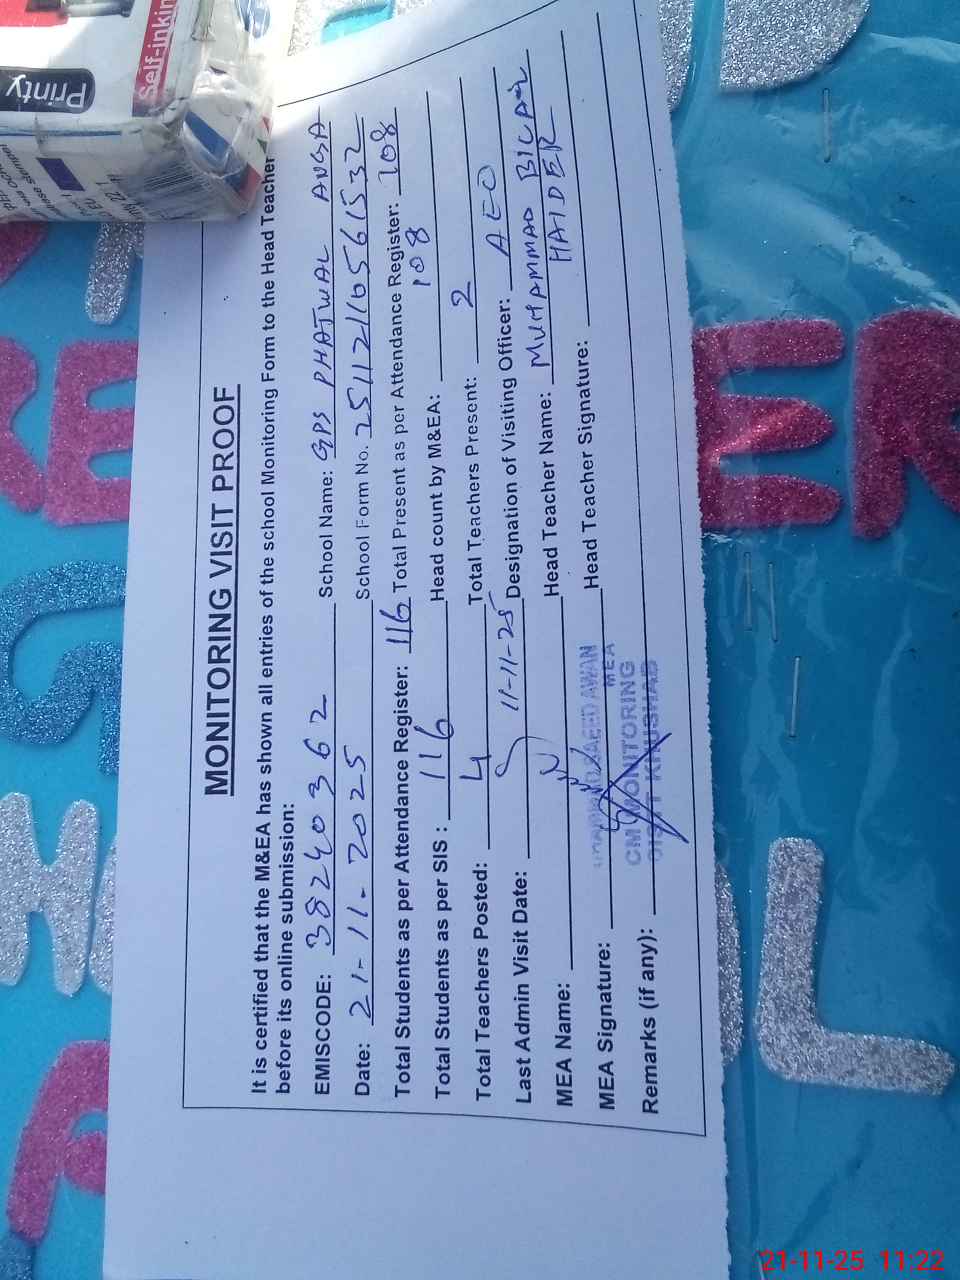 Printy
Self-inkin
MONITORING VISIT PROOF
It is certified that the M&EA has shown all entries of the school Monitoring Form to the Head Teacher
before its online submission:
EMISCODE: 38240362 School Name: GPS PHATWAL ANGA
Date: 21-11-2025 School Form No. 25112110561532
Total Students as per Attendance Register: 116 Total Present as per Attendance Register: 108
Total Students as per SIS: 116 Head count by M&EA: 108
Total Teachers Posted: 4 Total Teachers Present: 2
Last Admin Visit Date: 11-11-25 Designation of Visiting Officer: AEO
MEA Name: Head Teacher Name: MUHAMMAD BILAL
HAIDER
MEA Signature: Head Teacher Signature:
SAEED AWAN
MEA
CM MONITORING
DISTT KHUSHAB
Remarks (if any):
21-11-25 11:22